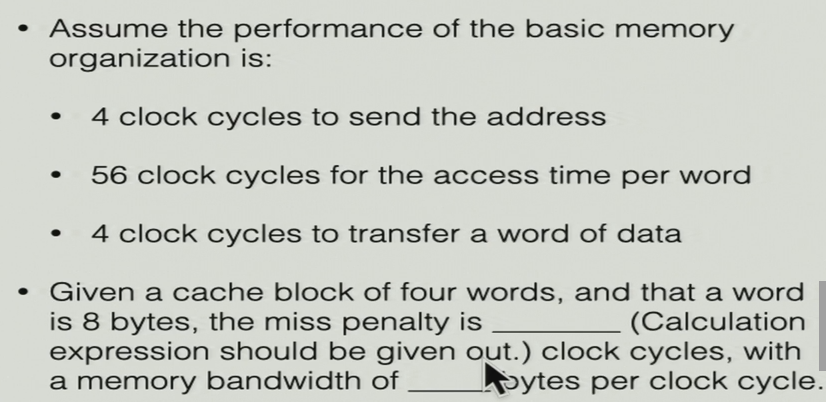 • Assume the performance of the basic memory
organization is:
• 4 clock cycles to send the address
• 56 clock cycles for the access time per word
• 4 clock cycles to transfer a word of data
• Given a cache block of four words, and that a word
is 8 bytes, the miss penalty is ________ (Calculation
expression should be given out.) clock cycles, with
a memory bandwidth of _____ bytes per clock cycle.